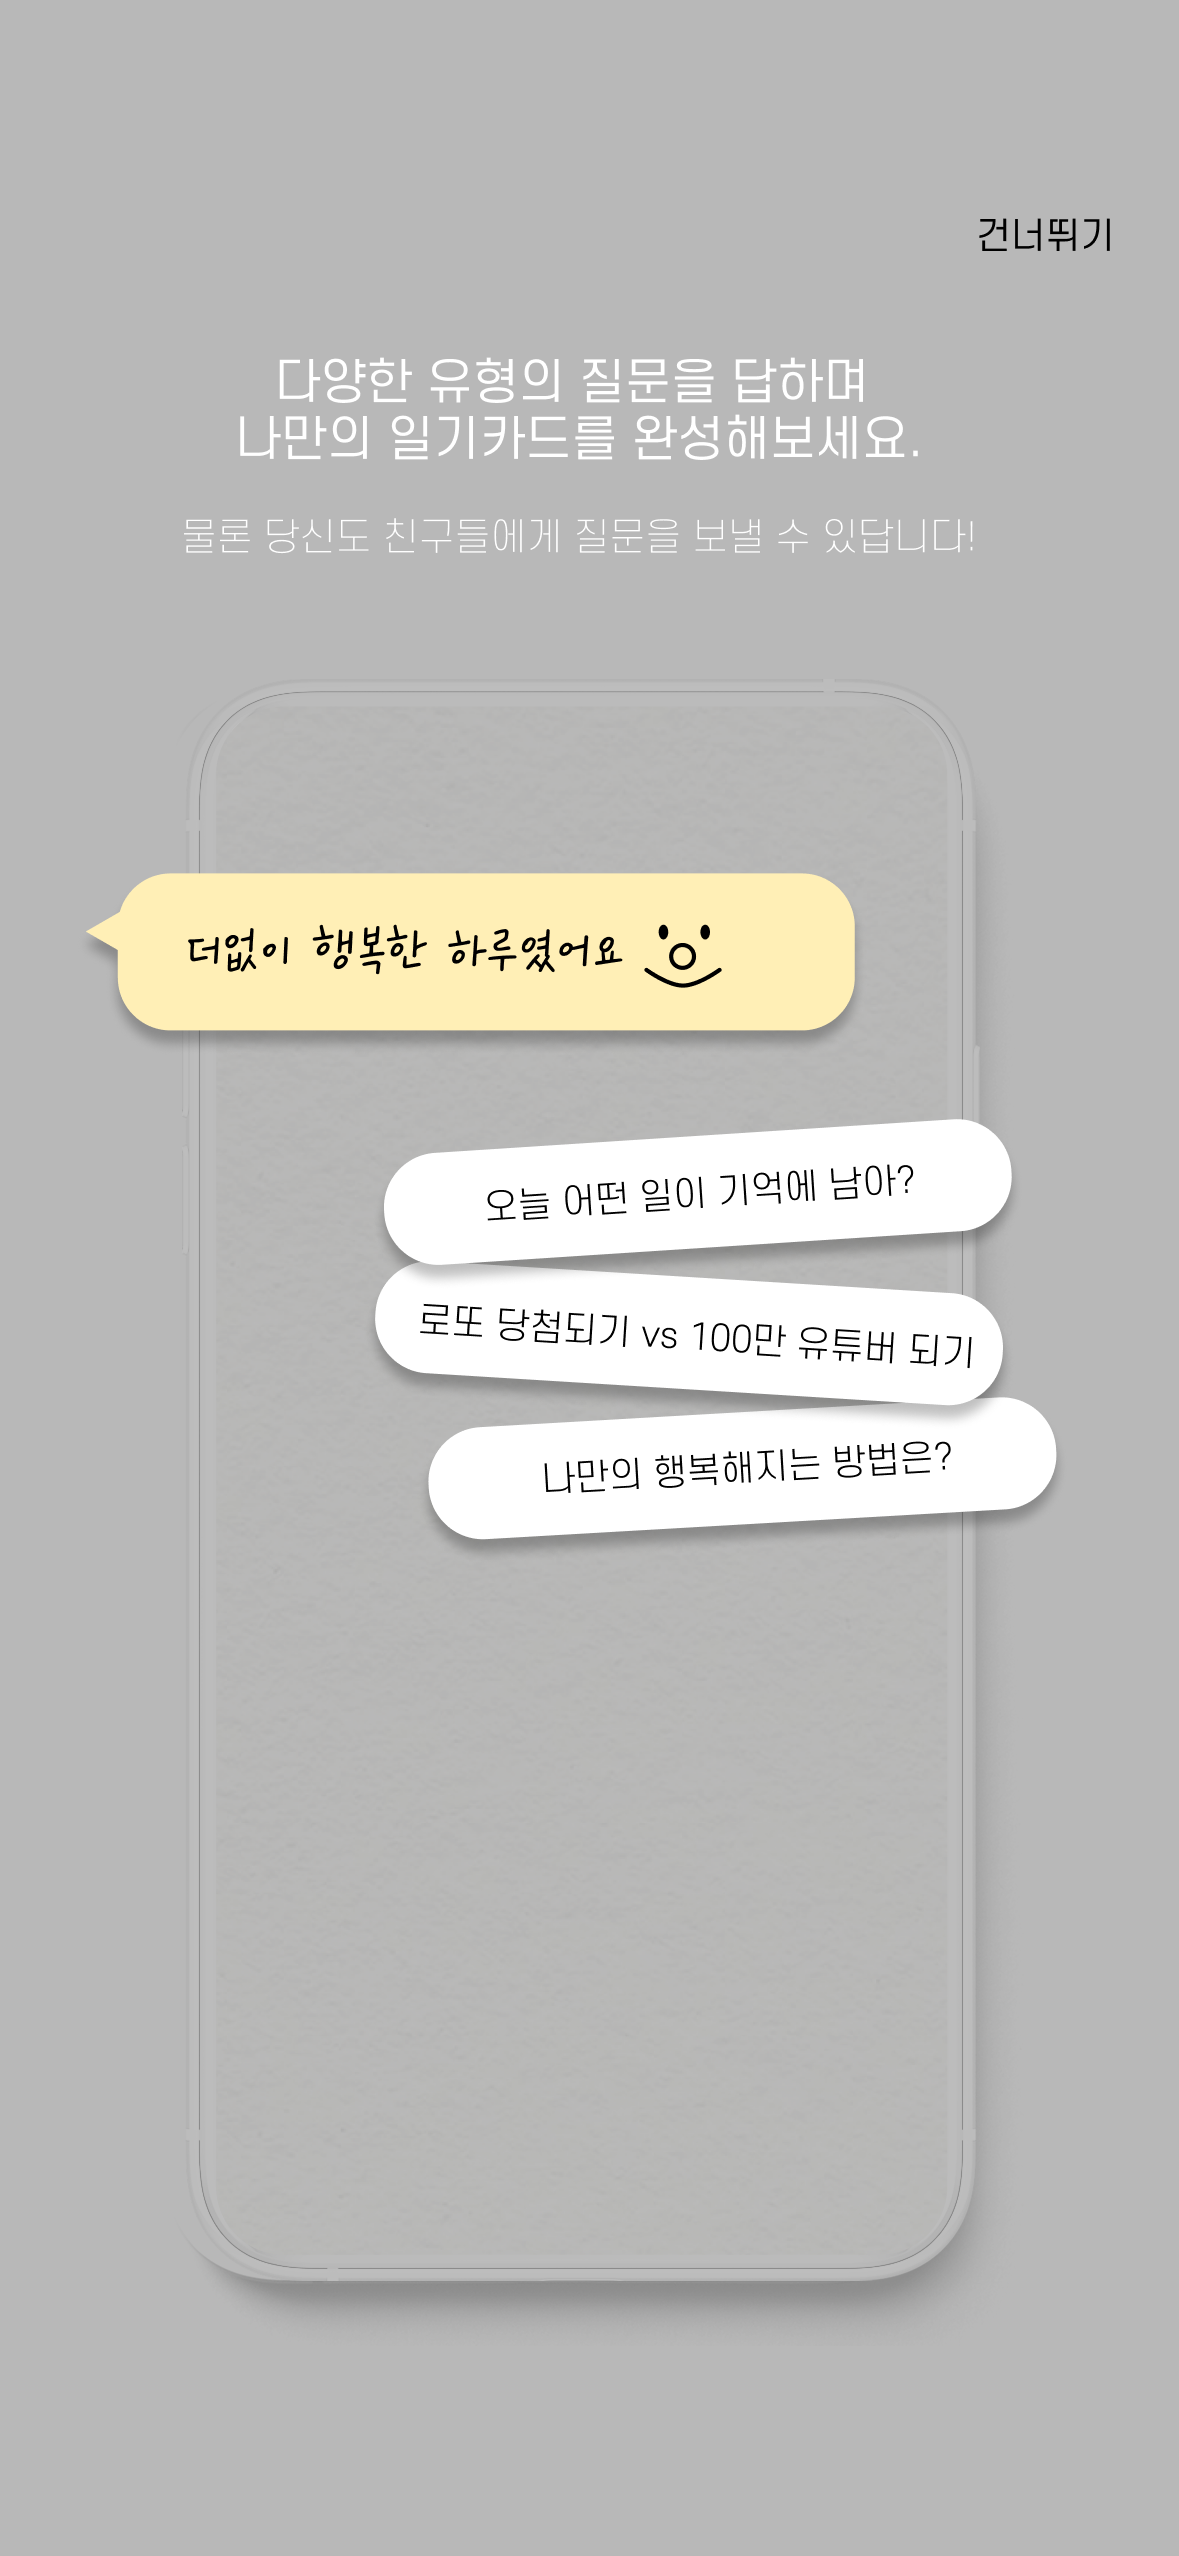 건너뛰기
다양한 유형의 질문을 답하며
나만의 일기카드를 완성해보세요.
물론 당신도 친구들에게 질문을 보낼 수 있답니다!
더없이 행복한 하루였어요
오늘 어떤 일이 기억에 남아?
로또 당첨되기 vs 100만 유튜버 되기
나만의 행복해지는 방법은?